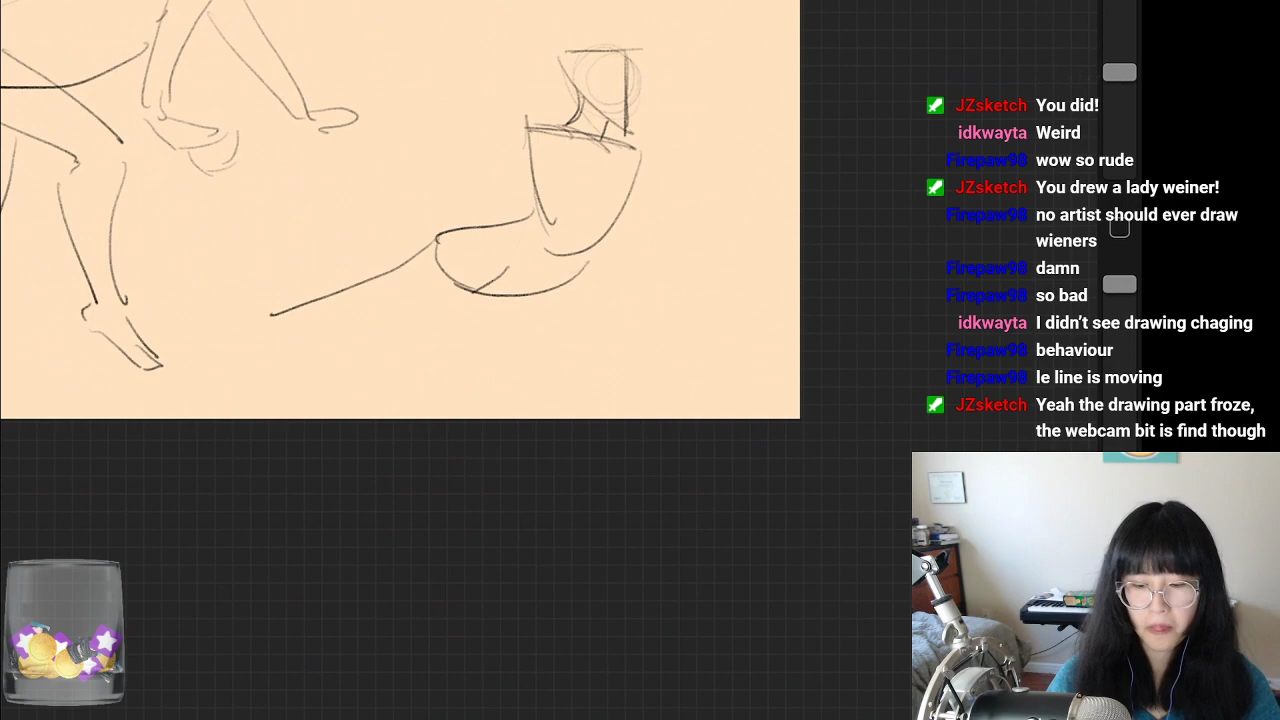 JZsketch You did!
idkwayta Weird
Firepaw98 wow so rude
JZsketch You drew a lady weiner!
Firepaw98 no artist should ever draw
wieners
Firepaw98 damn
Firepaw98 so bad
idkwayta I didn't see drawing chaging
Firepaw98 behaviour
Firepaw98 le line is moving
JZsketch Yeah the drawing part froze,
the webcam bit is find though